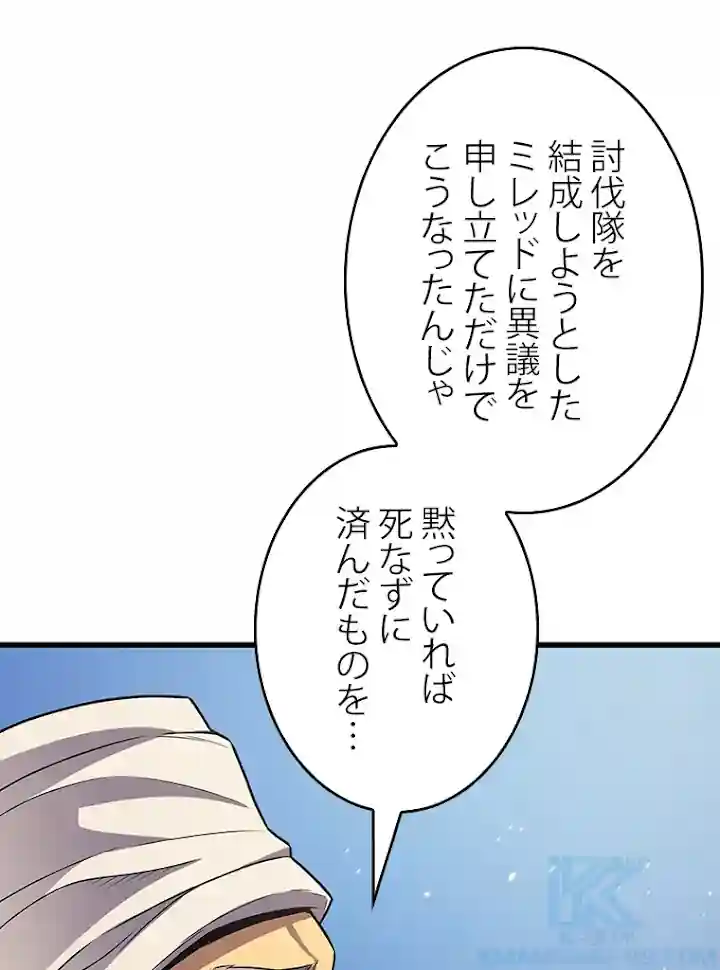 討伐隊を
結成しようとした
ミレッドに異議を
申し立てただけで
こうなったんじゃ
黙っていれば
死なずに
済んだものを…